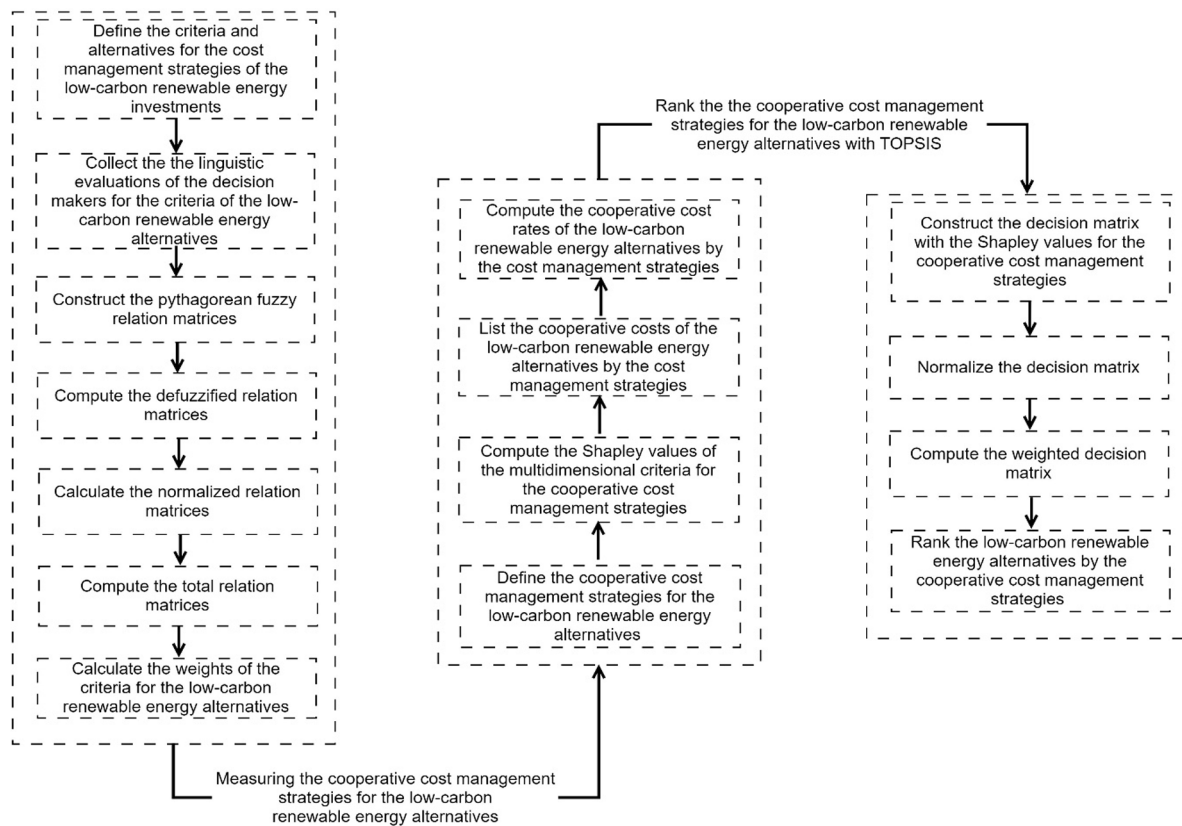 Define the criteria and
alternatives for the cost
management strategies of the
low-carbon renewable energy
investments
Collect the the linguistic
evaluations of the decision
makers for the criteria of the low-
carbon renewable energy
alternatives
Construct the pythagorean fuzzy
relation matrices
Compute the defuzzified relation
matrices
Calculate the normalized relation
matrices
Compute the total relation
matrices
Calculate the weights of the
criteria for the low-carbon
renewable energy alternatives
Measuring the cooperative cost management
strategies for the low-carbon
renewable energy alternatives
Define the cooperative cost
management strategies for the
low-carbon renewable energy
alternatives
Compute the Shapley values of
the multidimensional criteria for
the cooperative cost
management strategies
List the cooperative costs of the
low-carbon renewable energy
alternatives by the cost
management strategies
Compute the cooperative cost
rates of the low-carbon
renewable energy alternatives by
the cost management strategies
Rank the the cooperative cost management
strategies for the low-carbon renewable
energy alternatives with TOPSIS
Construct the decision matrix
with the Shapley values for the
cooperative cost management
strategies
Normalize the decision matrix
Compute the weighted decision
matrix
Rank the low-carbon renewable
energy alternatives by the
cooperative cost management
strategies